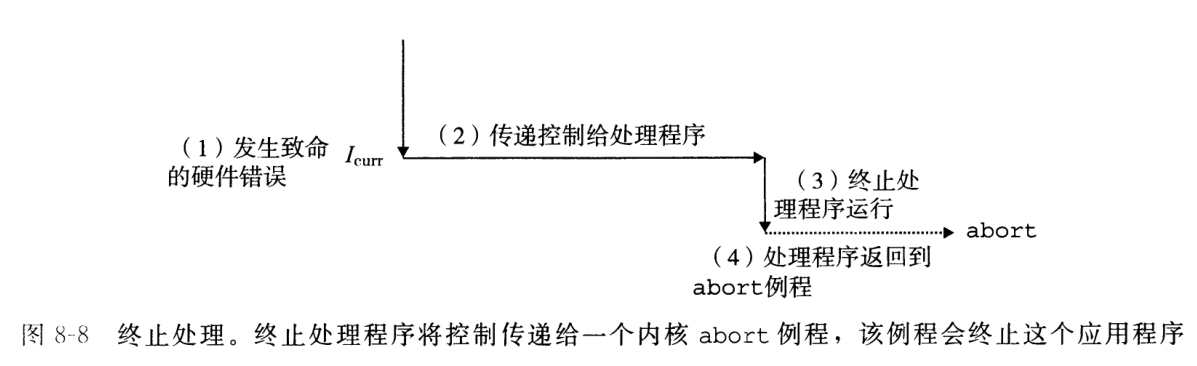 （1）发生致命
的硬件错误
Icurr
（2）传递控制给处理程序
（3）终止处
理程序运行
abort
（4）处理程序返回到
abort例程
图 8-8 终止处理。终止处理程序将控制传递给一个内核 abort 例程，该例程会终止这个应用程序